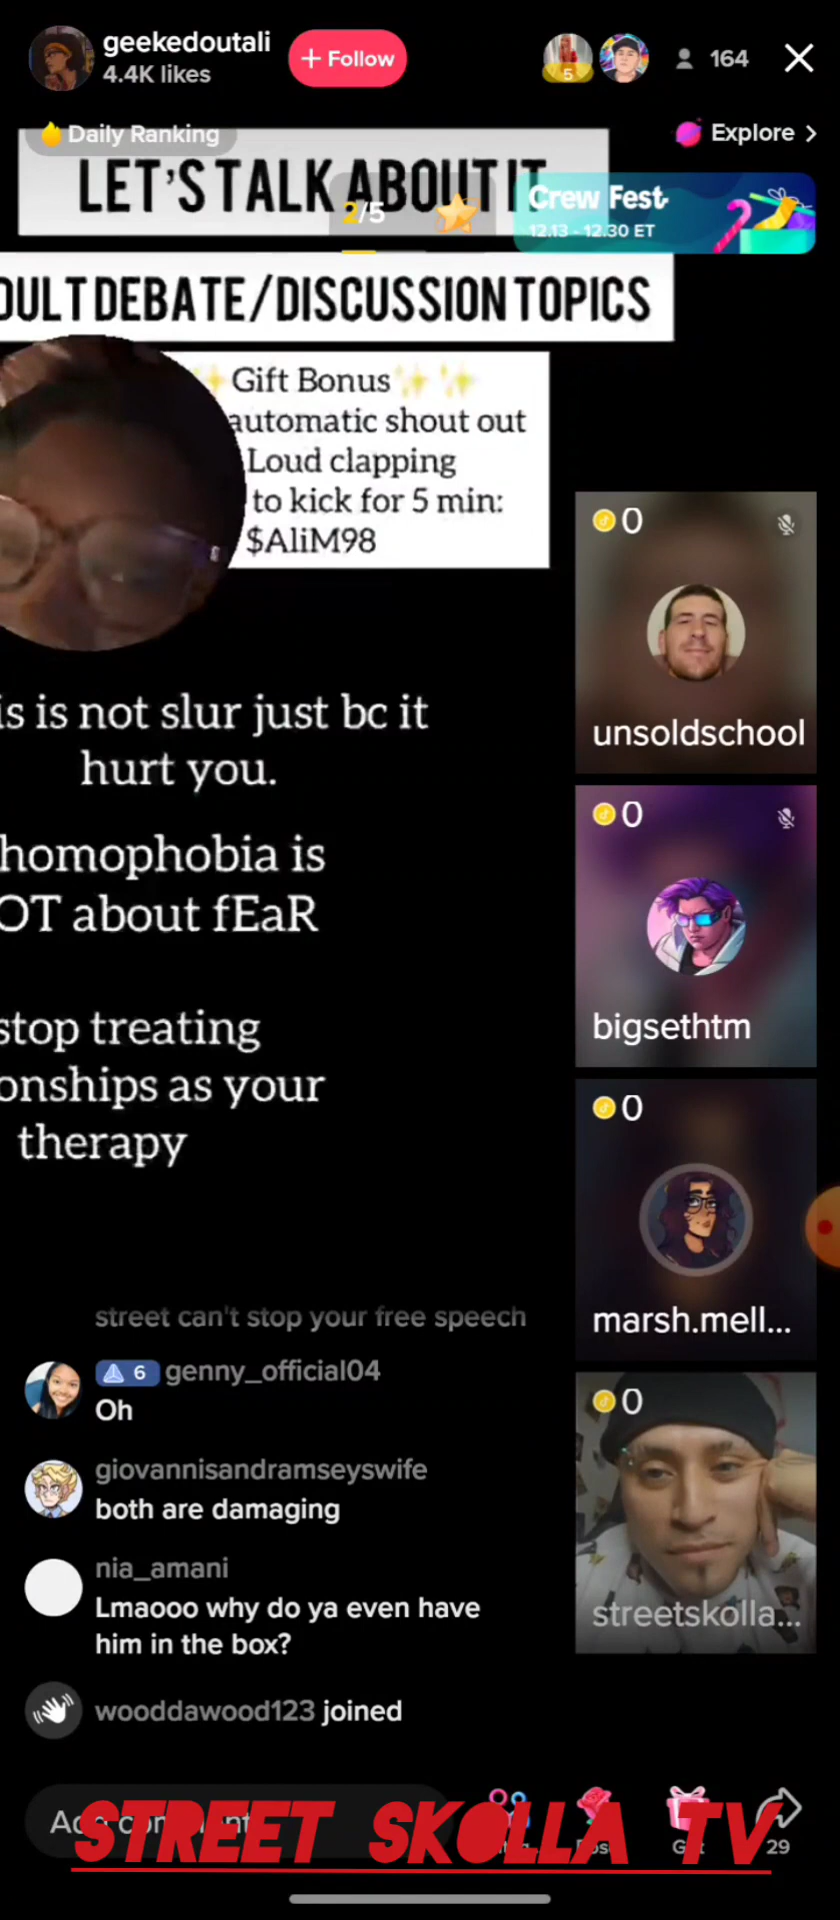 geekedoutali
4.4K likes
+ Follow
5
164
Daily Ranking
Explore >
LET'S TALK ABOUT IT
2/5
Crew Fest
12.13 - 12.30 ET
DULT DEBATE/DISCUSSION TOPICS
✨Gift Bonus✨✨
automatic shout out
Loud clapping
to kick for 5 min:
$AliM98
0
unsoldschool
is is not slur just bc it
hurt you.
homophobia is
OT about fEaR
0
bigsethtm
stop treating
onships as your
therapy
0
marsh.mell...
street can't stop your free speech
6 genny_official04
Oh
giovannisandramseyswife
both are damaging
nia_amani
Lmaooo why do ya even have
him in the box?
0
streetskolla...
wooddawood123 joined
STREET SKOLLA TV
29